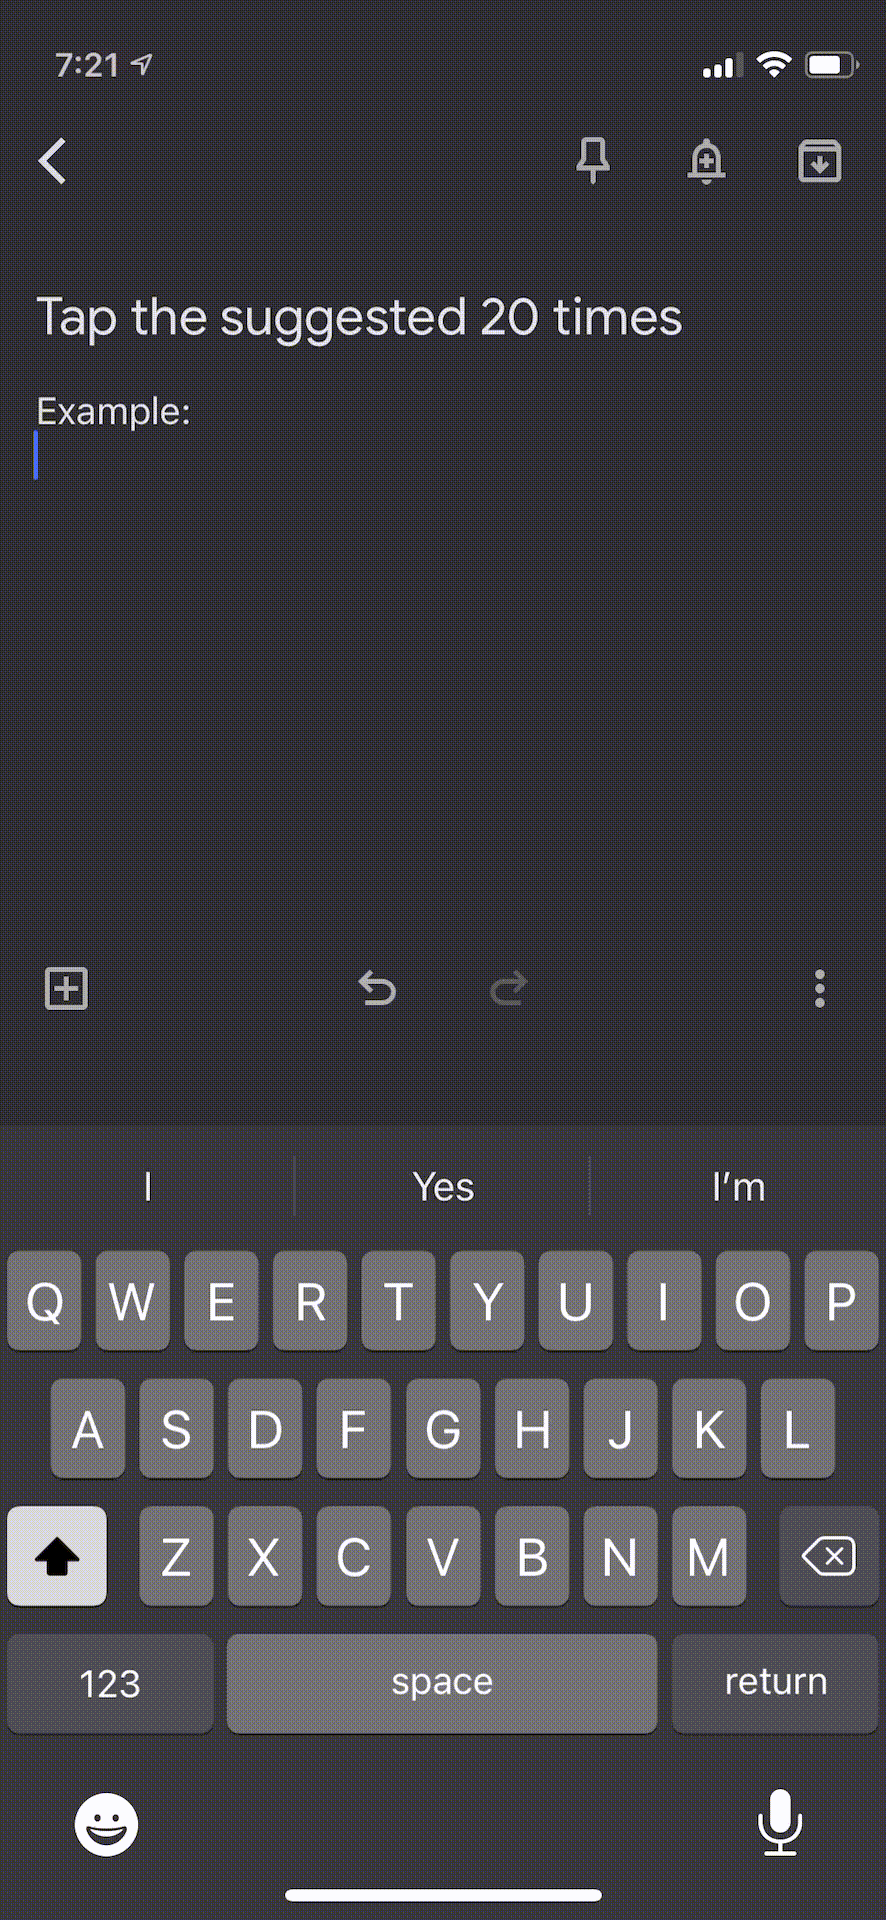 7:21
Tap the suggested 20 times
Example:
I Yes I'm
Q W E R T Y U I O P
A S D F G H J K L
Z X C V B N M
123 space return